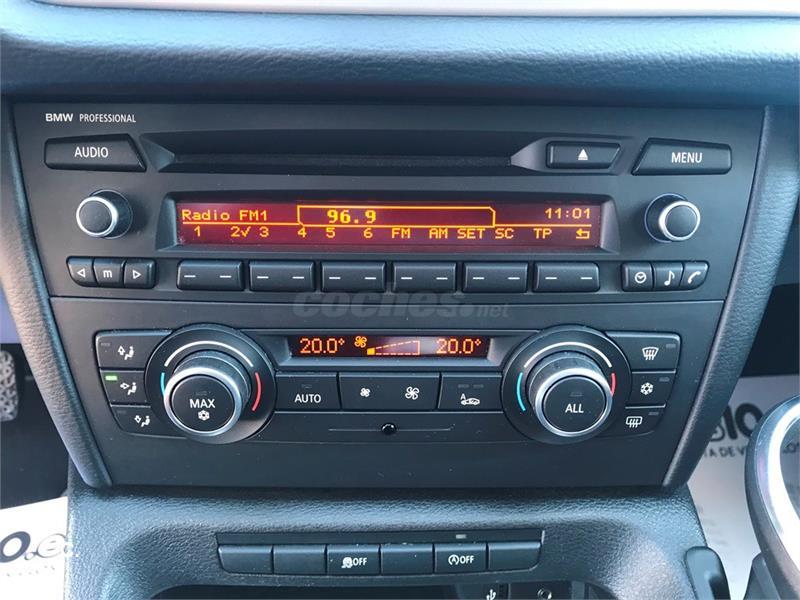 BMW PROFESSIONAL
AUDIO
MENU
Radio FM1 96.9 11:01
1 2✓ 3 4 5 6 FM AM SET SC TP
m
coches.net
20.0° 20.0°
MAX
AUTO
A
ALL
OFF
A OFF